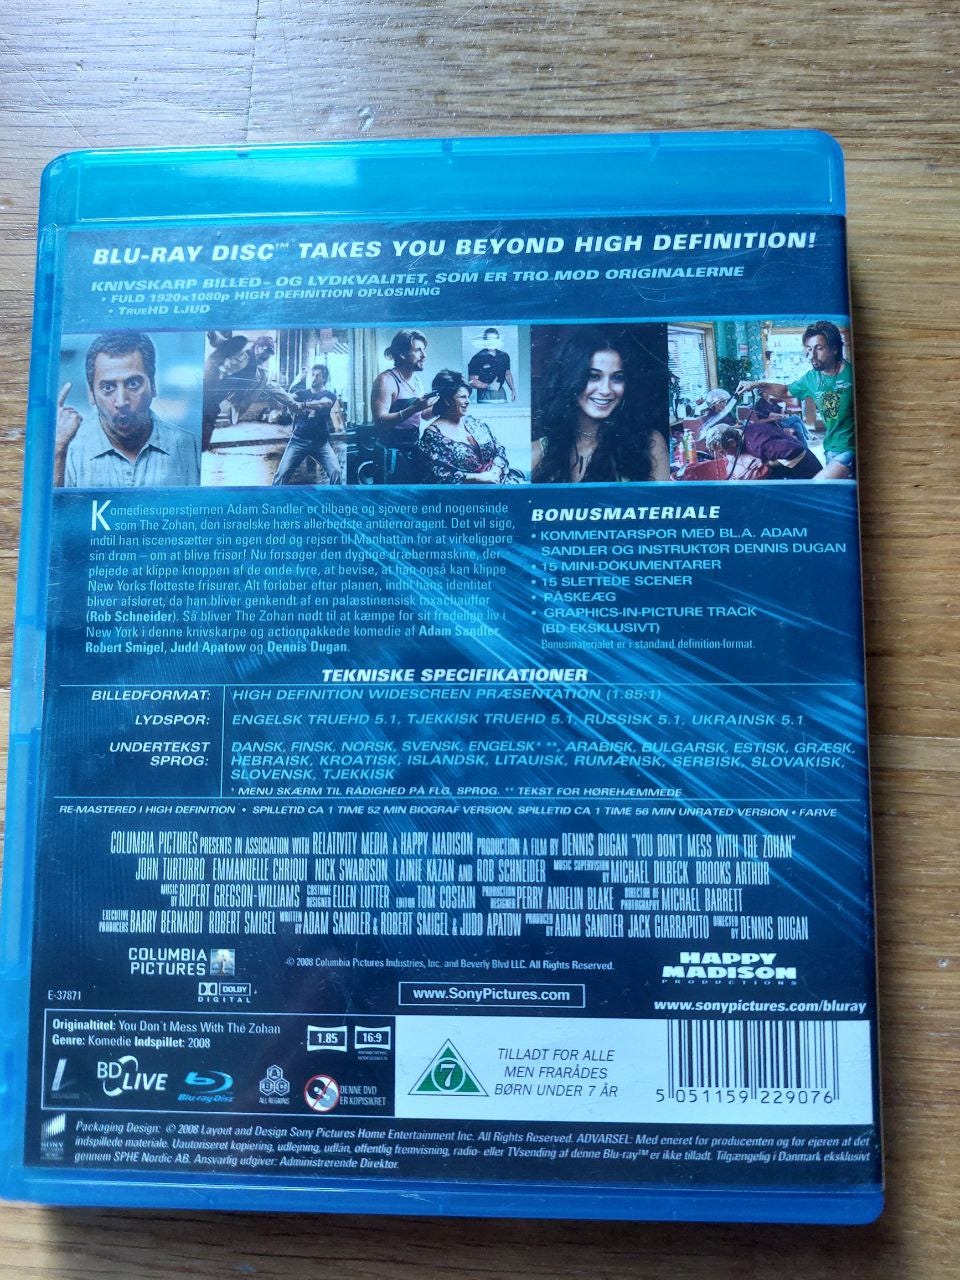 BLU-RAY DISC™ TAKES YOU BEYOND HIGH DEFINITION!
KNIVSKARP BILLED- OG LYDKVALITET, SOM ER TRO MOD ORIGINALERNE
• FULD 1920x1080p HIGH DEFINITION OPLØSNING
• TrueHD LJUD
Komediesuperstjernen Adam Sandler er tilbage og sjovere end nogensinde
som The Zohan, den israelske hærs allerbedste antiterroragent. Det vil sige,
indtil han iscenesætter sin egen død og rejser til Manhattan for at virkeliggøre
sin drøm – om at blive frisør! Nu forsøger den dygtige dræbermaskine, der
plejede at klippe knoppen af de onde fyre, at bevise, at han også kan klippe
New Yorks flotteste frisurer. Alt forløber efter planen, indtil hans identitet
bliver afsløret, da han bliver genkendt af en palæstinensisk taxachauffør
(Rob Schneider). Så bliver The Zohan nødt til at kæmpe for sit fredelige liv i
New York i denne knivskarpe og actionpakkede komedie af Adam Sandler,
Robert Smigel, Judd Apatow og Dennis Dugan.
BONUSMATERIALE
• KOMMENTARSPOR MED BL.A. ADAM
SANDLER OG INSTRUKTØR DENNIS DUGAN
• 15 MINI-DOKUMENTARER
• 15 SLETTEDE SCENER
• PÅSKEÆG
• GRAPHICS-IN-PICTURE TRACK
(BD EKSKLUSIVT)
Bonusmaterialet er i standard definition-format.
TEKNISKE SPECIFIKATIONER
BILLEDFORMAT: HIGH DEFINITION WIDESCREEN PRÆSENTATION (1.85:1)
LYDSPOR: ENGELSK TRUEHD 5.1, TJEKKISK TRUEHD 5.1, RUSSISK 5.1, UKRAINSK 5.1
UNDERTEKST DANSK, FINSK, NORSK, SVENSK, ENGELSK* **, ARABISK, BULGARSK, ESTISK, GRÆSK,
SPROG: HEBRAISK, KROATISK, ISLANDSK, LITAUISK, RUMÆNSK, SERBISK, SLOVAKISK,
SLOVENSK, TJEKKISK
* MENU SKÆRM TIL RÅDIGHED PÅ FLG. SPROG. ** TEKST FOR HØREHÆMMEDE
RE-MASTERED I HIGH DEFINITION • SPILLETID CA 1 TIME 52 MIN BIOGRAF VERSION. SPILLETID CA 1 TIME 56 MIN UNRATED VERSION • FARVE
COLUMBIA PICTURES PRESENTS IN ASSOCIATION WITH RELATIVITY MEDIA A HAPPY MADISON PRODUCTION A FILM BY DENNIS DUGAN "YOU DON'T MESS WITH THE ZOHAN"
JOHN TURTURRO EMMANUELLE CHRIQUI NICK SWARDSON LAINIE KAZAN AND ROB SCHNEIDER MUSIC SUPERVISION BY MICHAEL DILBECK BROOKS ARTHUR
MUSIC BY RUPERT GREGSON-WILLIAMS COSTUME DESIGNER ELLEN LUTTER EDITOR TOM COSTAIN PRODUCTION DESIGNER PERRY ANDELIN BLAKE DIRECTOR OF PHOTOGRAPHY MICHAEL BARRETT
EXECUTIVE PRODUCERS BARRY BERNARDI ROBERT SMIGEL WRITTEN BY ADAM SANDLER & ROBERT SMIGEL & JUDD APATOW PRODUCED BY ADAM SANDLER JACK GIARRAPUTO DIRECTED BY DENNIS DUGAN
COLUMBIA
PICTURES
© 2008 Columbia Pictures Industries, Inc. and Beverly Blvd LLC. All Rights Reserved.
HAPPY
MADISON
PRODUCTIONS
E-37871
DOLBY
DIGITAL
www.SonyPictures.com
www.sonypictures.com/bluray
Originaltitel: You Don't Mess With The Zohan
Genre: Komedie Indspillet: 2008
1.85
16:9
BD LIVE
Blu-ray Disc
A
B C
ALL REGIONS
DENNE DVD
ER KOPISIKRET
7
TILLADT FOR ALLE
MEN FRARÅDES
BØRN UNDER 7 ÅR
5 051159 229076
SONY
Packaging Design: © 2008 Layout and Design Sony Pictures Home Entertainment Inc. All Rights Reserved. ADVARSEL: Med eneret for producenten og for ejeren af det
indspillede materiale. Uautoriseret kopiering, udlejning, udlån, offentlig fremvisning, radio- eller TVsending af denne Blu-ray™ er ikke tilladt. Tilgængelig i Danmark eksklusivt
gennem SPHE Nordic AB. Ansvarlig udgiver: Administrerende Direktør.